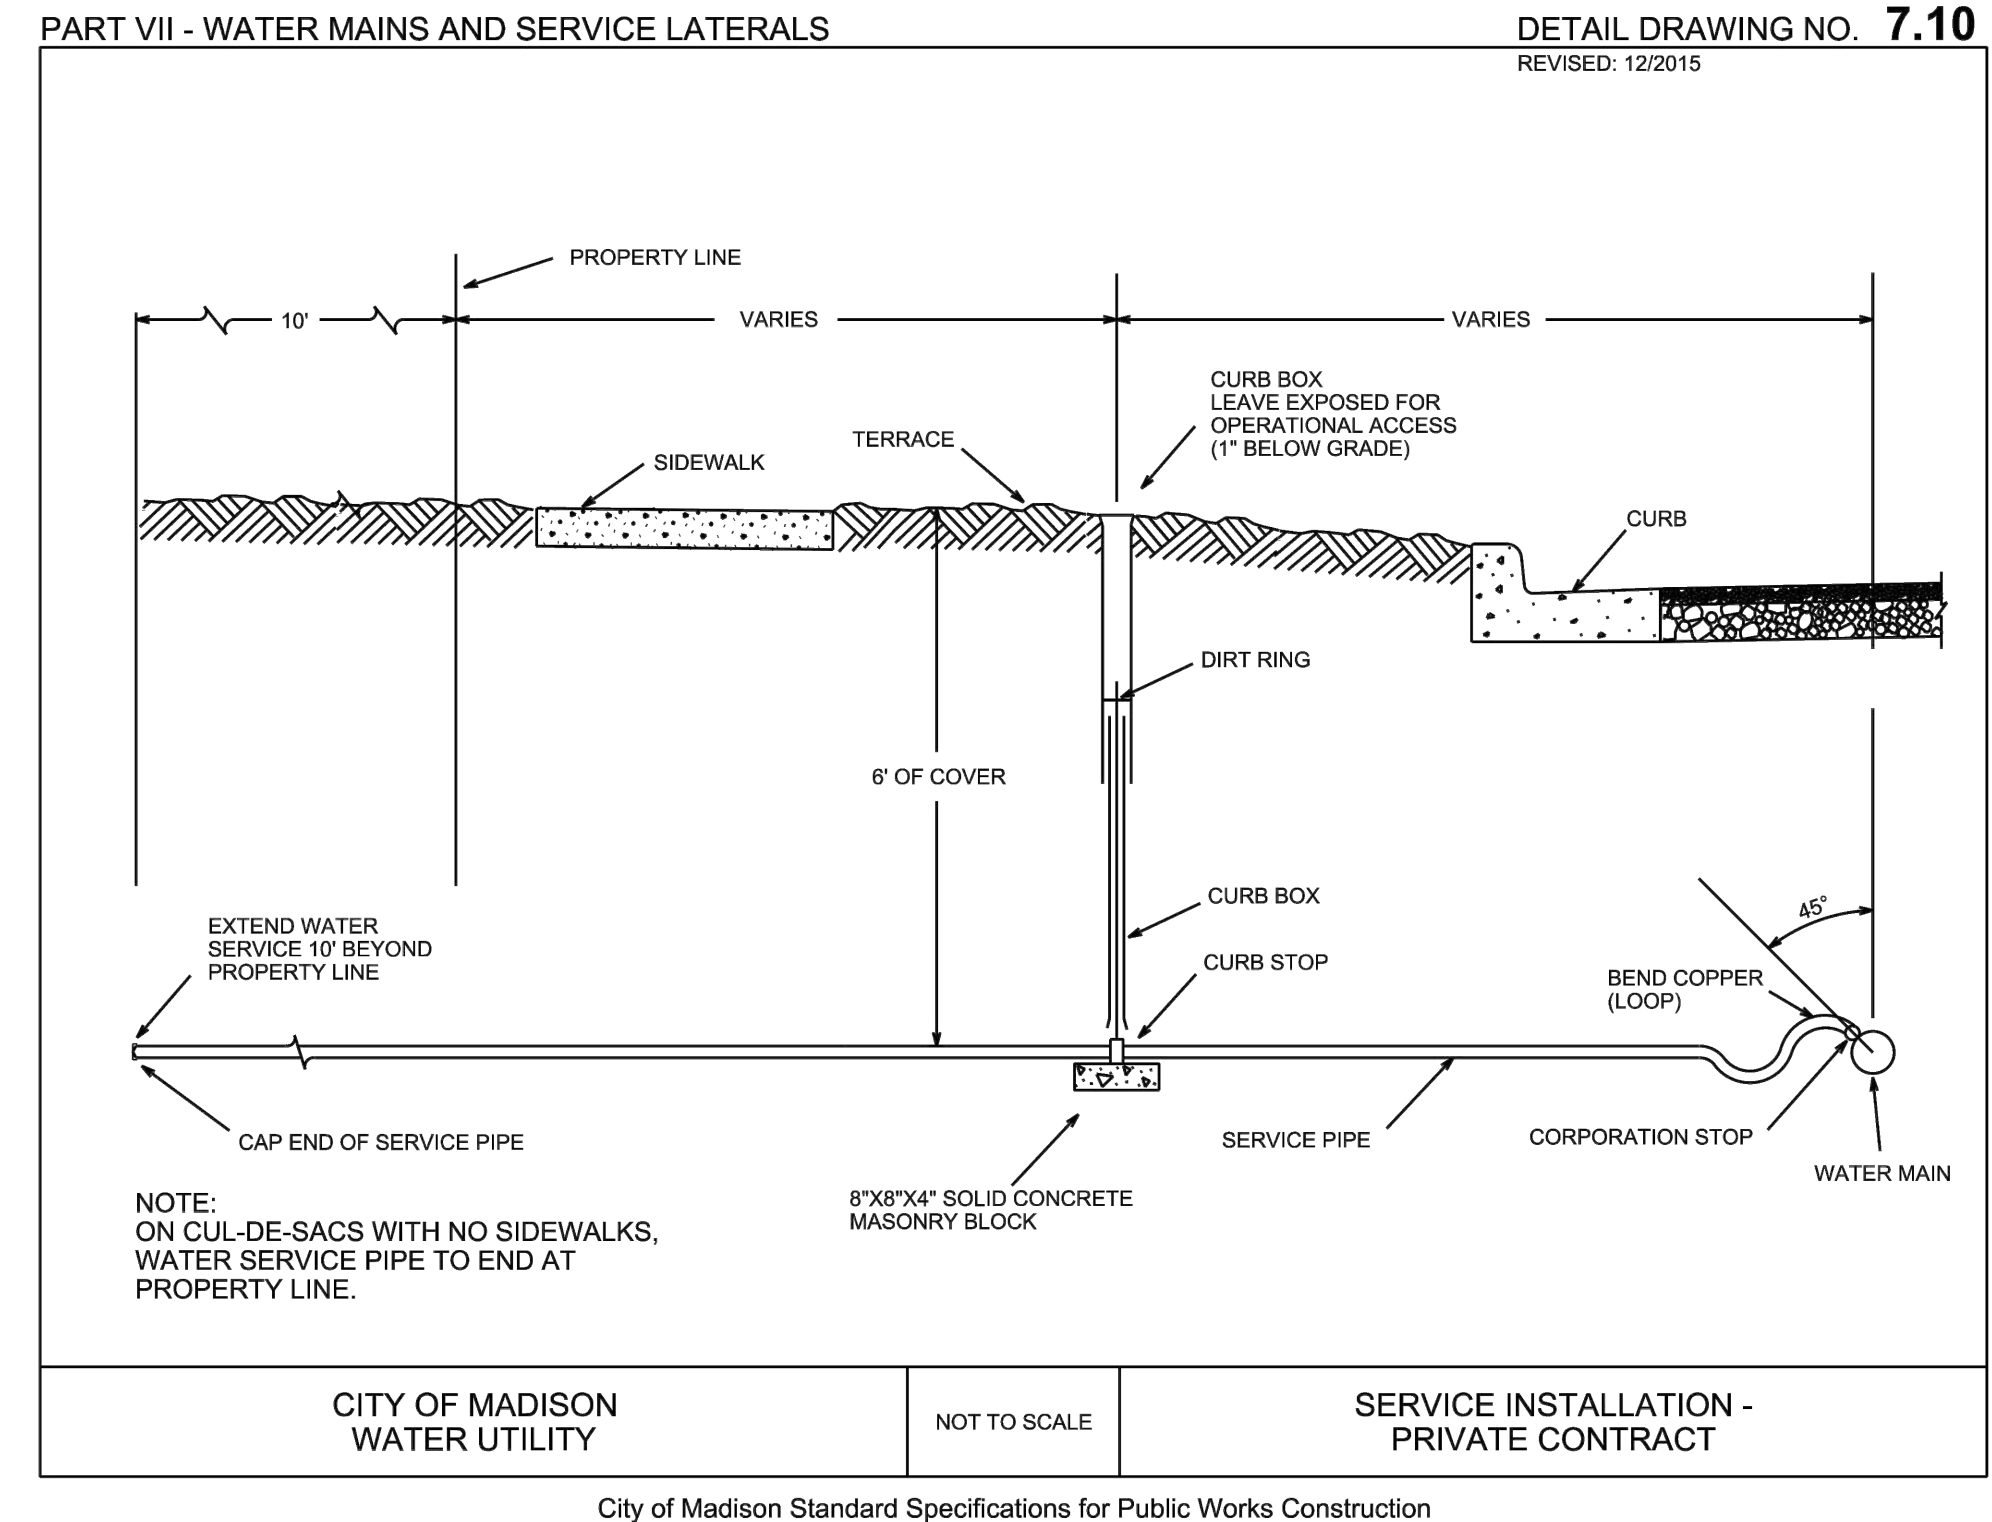 PART VII - WATER MAINS AND SERVICE LATERALS
DETAIL DRAWING NO. 7.10
REVISED: 12/2015
PROPERTY LINE
10'
VARIES
VARIES
CURB BOX
LEAVE EXPOSED FOR
OPERATIONAL ACCESS
(1" BELOW GRADE)
TERRACE
SIDEWALK
CURB
DIRT RING
6' OF COVER
CURB BOX
45°
EXTEND WATER
SERVICE 10' BEYOND
PROPERTY LINE
CURB STOP
BEND COPPER
(LOOP)
CAP END OF SERVICE PIPE
SERVICE PIPE
CORPORATION STOP
WATER MAIN
8"X8"X4" SOLID CONCRETE
MASONRY BLOCK
NOTE:
ON CUL-DE-SACS WITH NO SIDEWALKS,
WATER SERVICE PIPE TO END AT
PROPERTY LINE.
CITY OF MADISON
WATER UTILITY
NOT TO SCALE
SERVICE INSTALLATION -
PRIVATE CONTRACT
City of Madison Standard Specifications for Public Works Construction